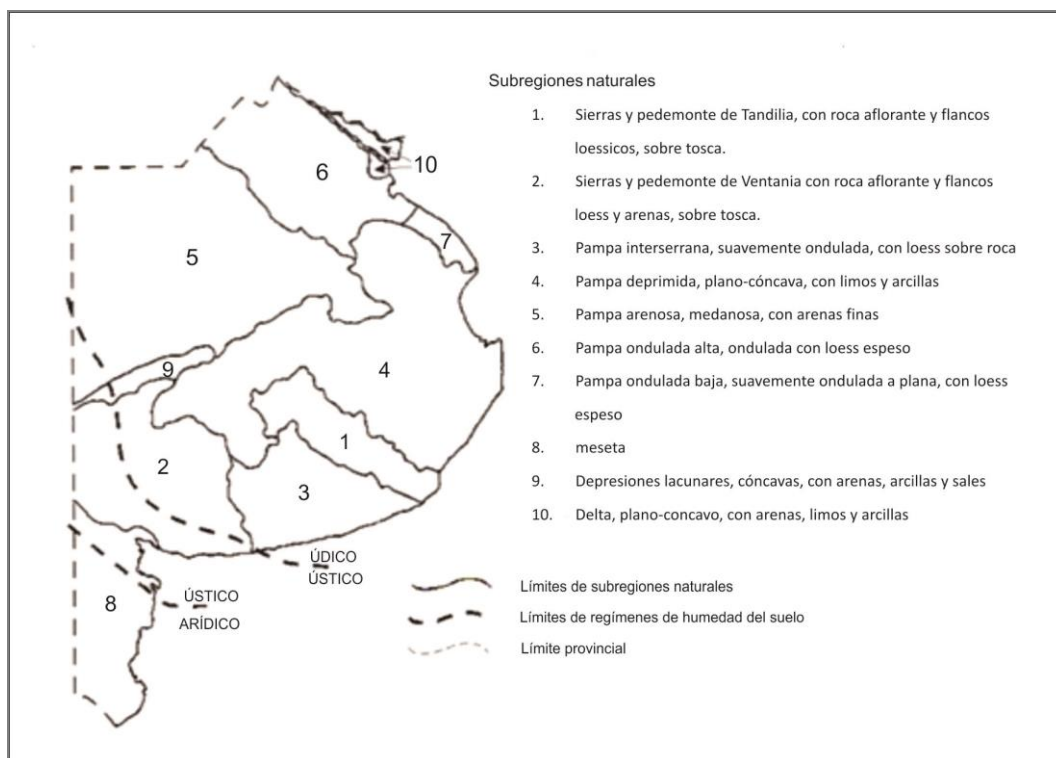 Subregiones naturales
1. Sierras y pedemonte de Tandilia, con roca aflorante y flancos
loessicos, sobre tosca.
2. Sierras y pedemonte de Ventania con roca aflorante y flancos
loess y arenas, sobre tosca.
3. Pampa interserrana, suavemente ondulada, con loess sobre roca
4. Pampa deprimida, plano-cóncava, con limos y arcillas
5. Pampa arenosa, medanosa, con arenas finas
6. Pampa ondulada alta, ondulada con loess espeso
7. Pampa ondulada baja, suavemente ondulada a plana, con loess
espeso
8. meseta
9. Depresiones lacunares, cóncavas, con arenas, arcillas y sales
10. Delta, plano-concavo, con arenas, limos y arcillas
Límites de subregiones naturales
Límites de regímenes de humedad del suelo
Límite provincial
10
6
7
5
9
4
1
2
3
ÚDICO
ÚSTICO
8
ÚSTICO
ARÍDICO